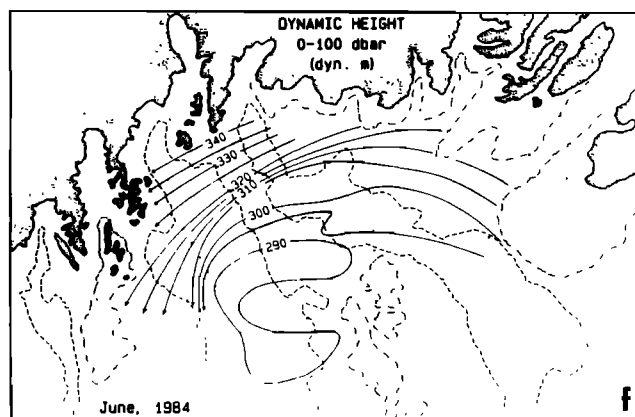 DYNAMIC HEIGHT
0-100 dbar
(dyn. m)
340
330
320
310
300
290
June, 1984
f